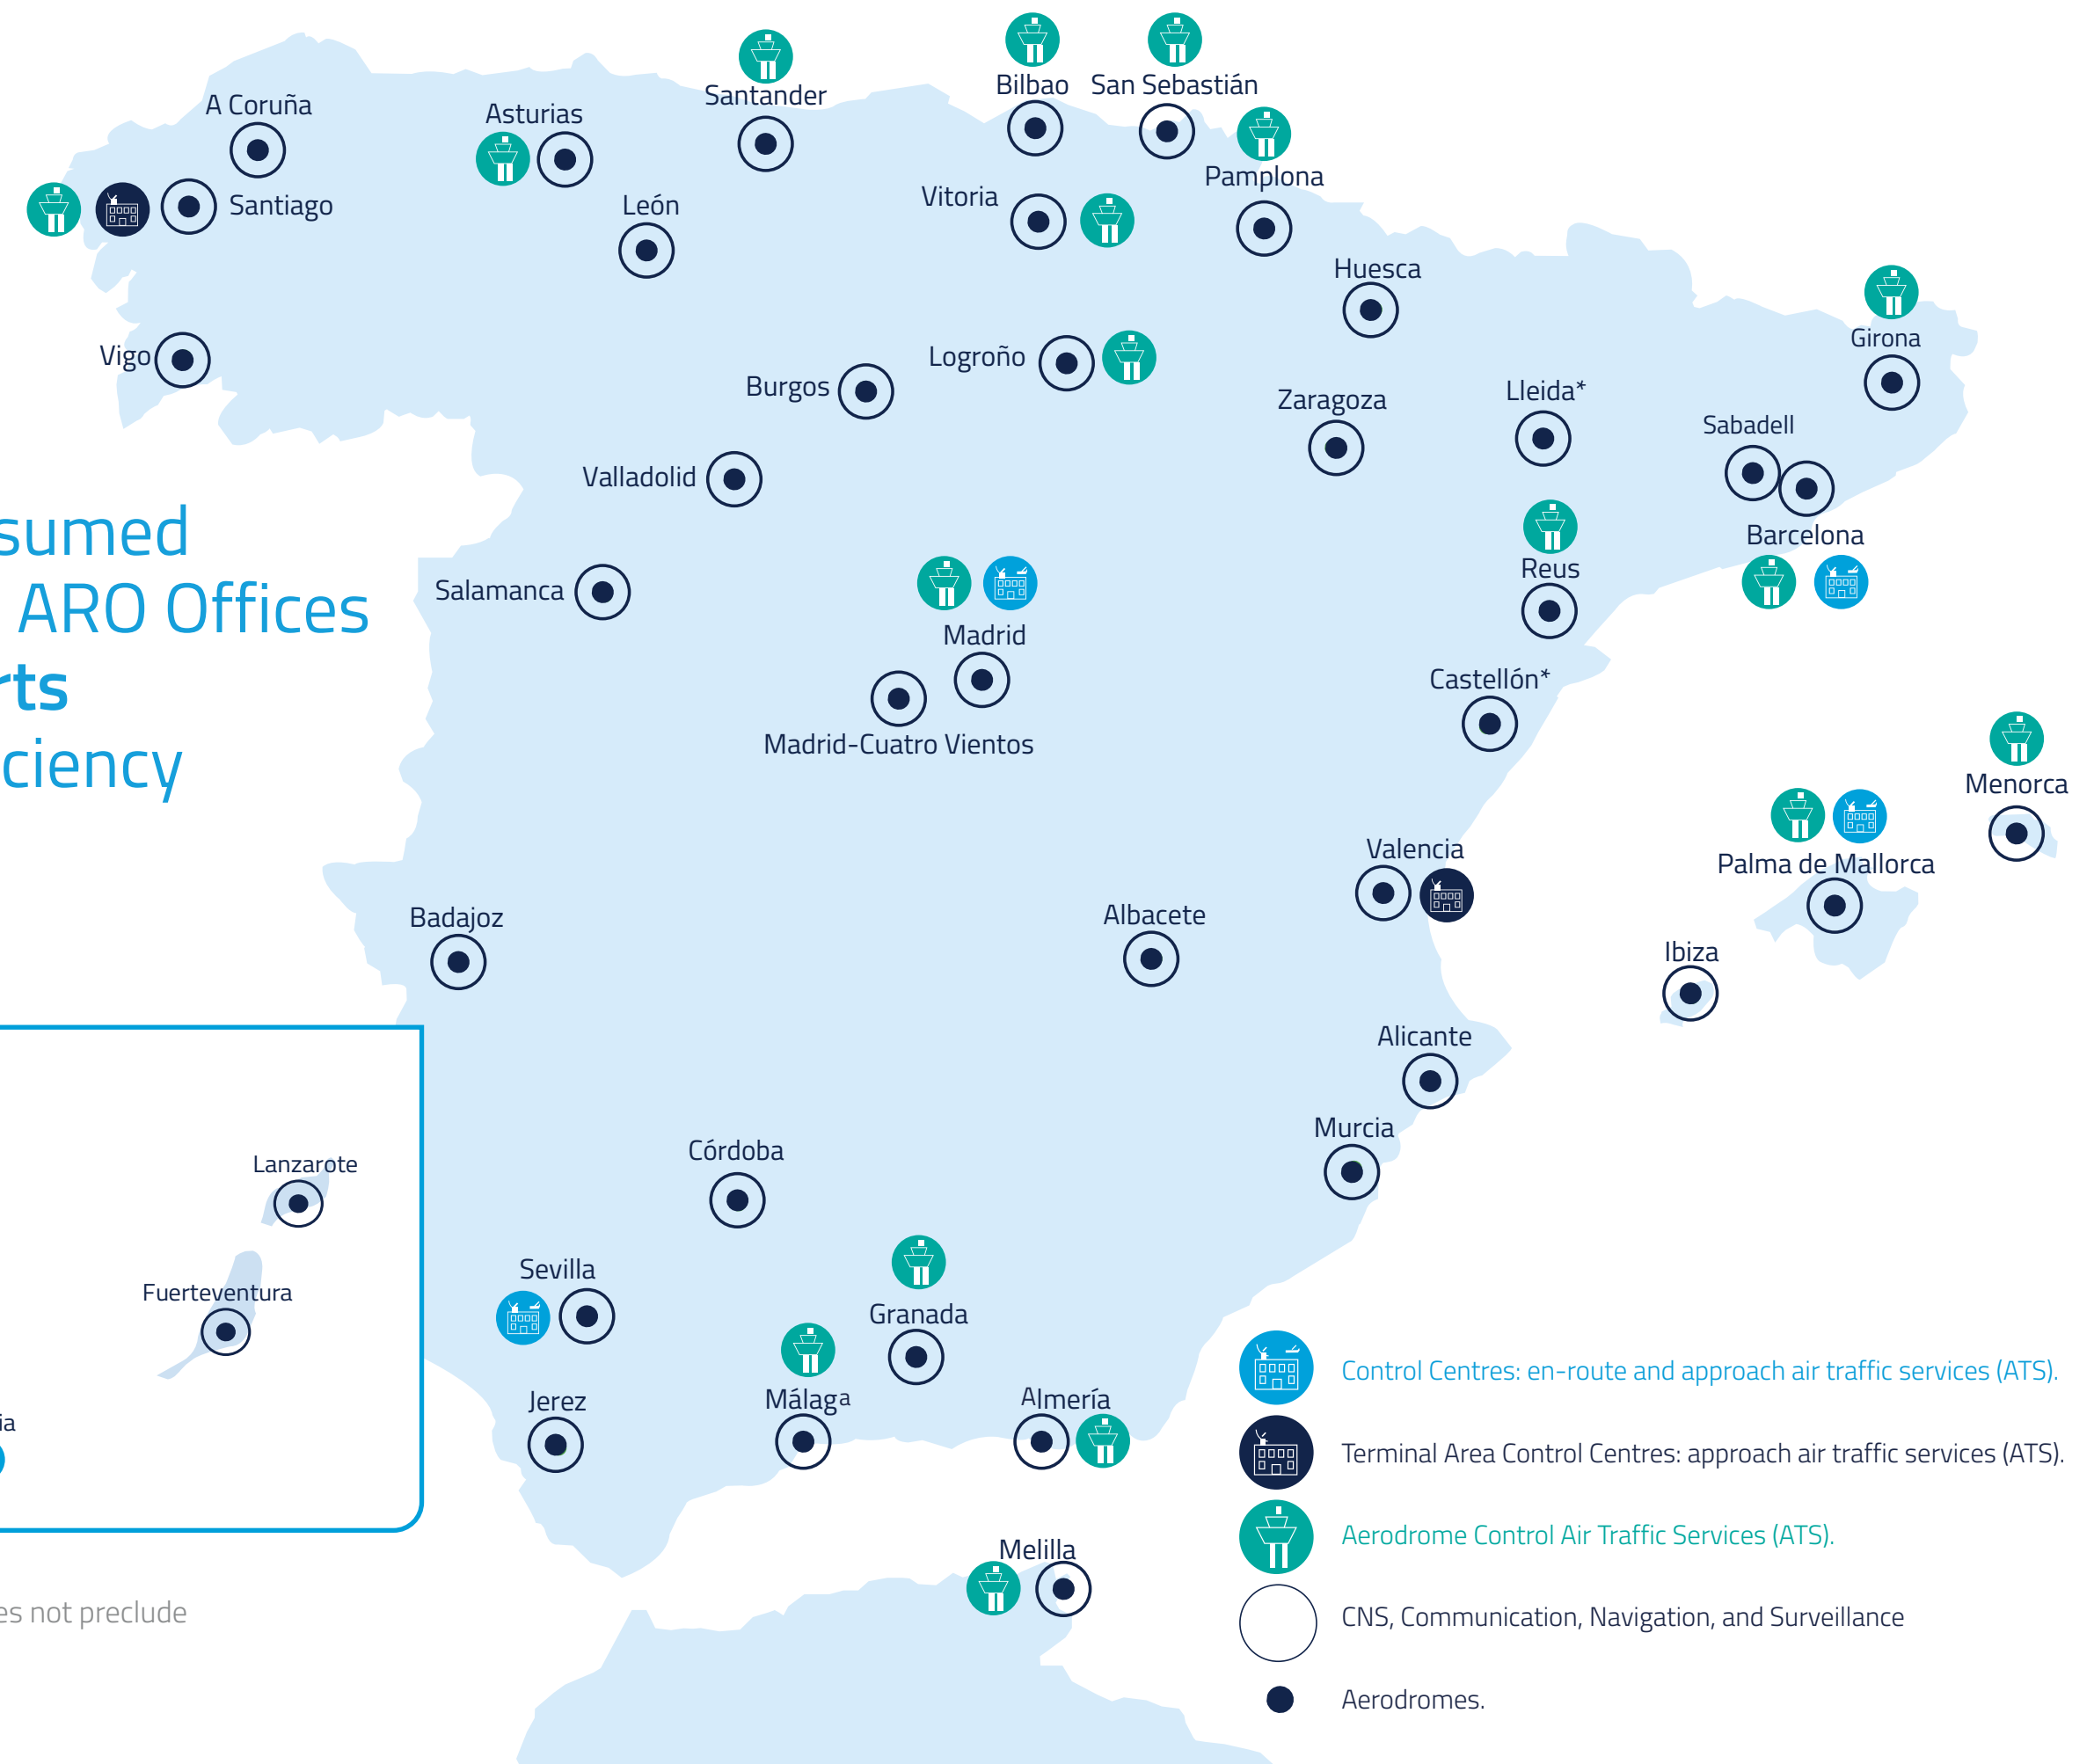 A Coruña
Asturias
Santander
Bilbao
San Sebastián
Pamplona
Santiago
León
Vitoria
Huesca
Girona
Vigo
Burgos
Logroño
Zaragoza
Lleida*
Sabadell
Valladolid
Barcelona
sumed
ARO Offices
rts
ciency
Salamanca
Reus
Madrid
Madrid-Cuatro Vientos
Castellón*
Menorca
Valencia
Palma de Mallorca
Badajoz
Albacete
Ibiza
Alicante
Murcia
Córdoba
Lanzarote
Fuerteventura
Sevilla
Granada
Jerez
Málaga
Almería
ia
Melilla
es not preclude
Control Centres: en-route and approach air traffic services (ATS).
Terminal Area Control Centres: approach air traffic services (ATS).
Aerodrome Control Air Traffic Services (ATS).
CNS, Communication, Navigation, and Surveillance
Aerodromes.